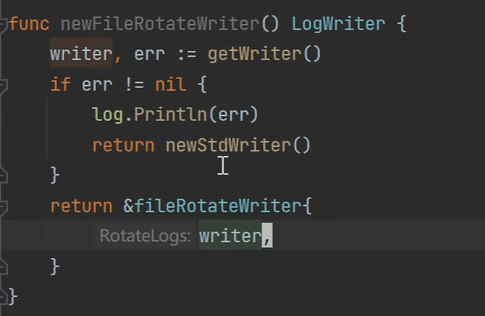 func newFileRotateWriter() LogWriter {
writer, err := getWriter()
if err != nil {
log.Println(err)
return newStdWriter()
}
return &fileRotateWriter{
RotateLogs: writer,
}
}